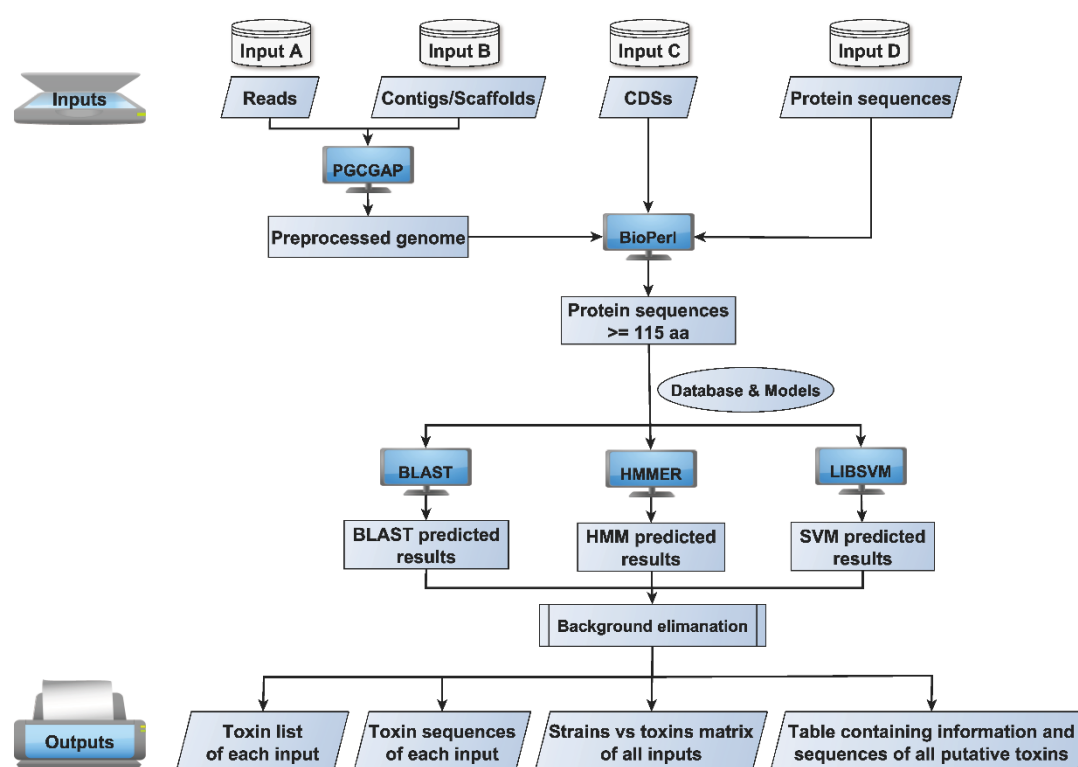 Input A
Input B
Input C
Input D
Inputs
Reads
Contigs/Scaffolds
CDSs
Protein sequences
PGCGAP
Preprocessed genome
BioPerl
Protein sequences
>= 115 aa
Database & Models
BLAST
HMMER
LIBSVM
BLAST predicted
results
HMM predicted
results
SVM predicted
results
Background elimanation
Outputs
Toxin list
of each input
Toxin sequences
of each input
Strains vs toxins matrix
of all inputs
Table containing information and
sequences of all putative toxins